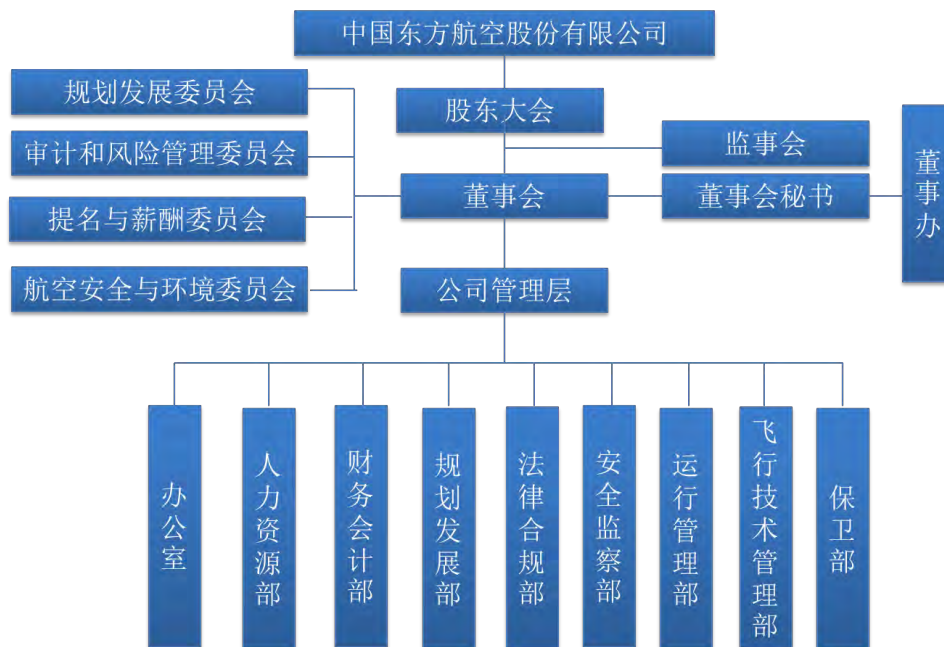 中国东方航空股份有限公司
规划发展委员会
股东大会
审计和风险管理委员会
监事会
董事会
董事会秘书
董事办
提名与薪酬委员会
航空安全与环境委员会
公司管理层
办公室
人力资源部
财务会计部
规划发展部
法律合规部
安全监察部
运行管理部
飞行技术管理部
保卫部